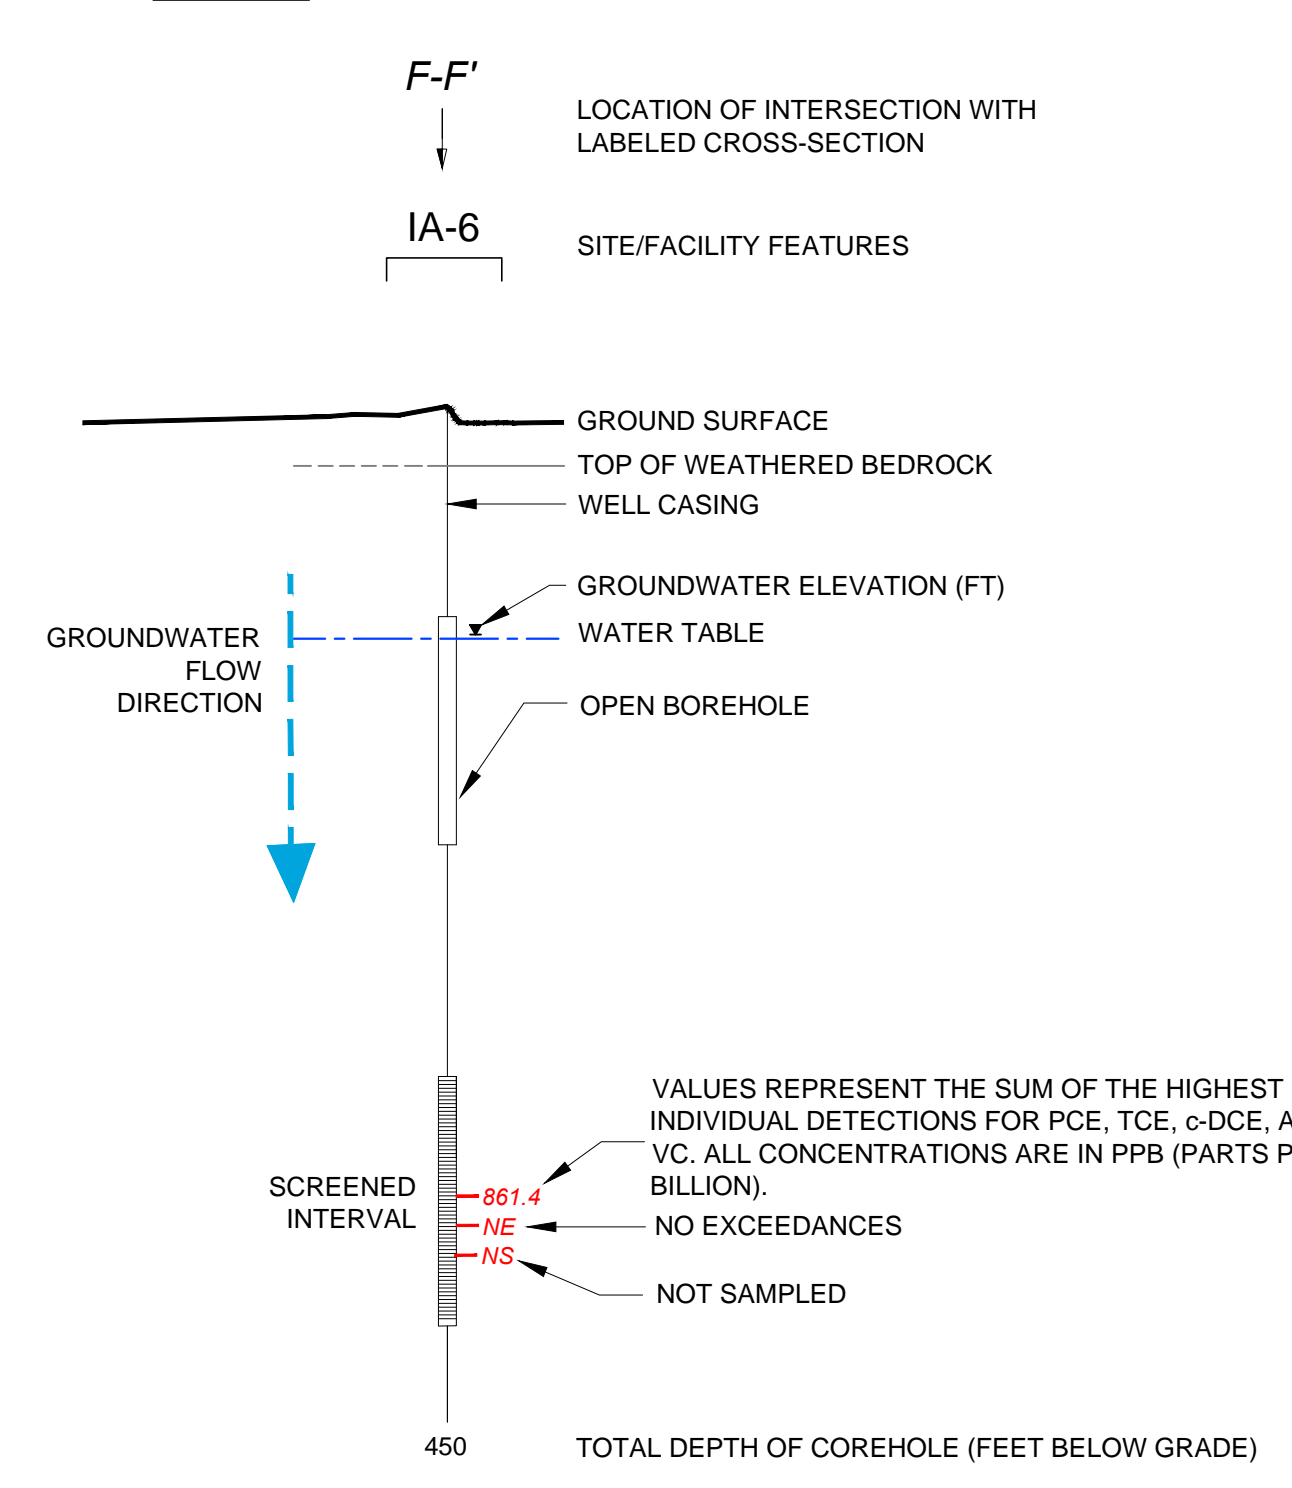 F-F'
LOCATION OF INTERSECTION WITH
LABELED CROSS-SECTION
IA-6
SITE/FACILITY FEATURES
GROUND SURFACE
TOP OF WEATHERED BEDROCK
WELL CASING
GROUNDWATER ELEVATION (FT)
WATER TABLE
GROUNDWATER
FLOW
DIRECTION
OPEN BOREHOLE
VALUES REPRESENT THE SUM OF THE HIGHEST
INDIVIDUAL DETECTIONS FOR PCE, TCE, c-DCE,
VC. ALL CONCENTRATIONS ARE IN PPB (PARTS
BILLION).
SCREENED
INTERVAL
861.4
NE
NO EXCEEDANCES
NS
NOT SAMPLED
450
TOTAL DEPTH OF COREHOLE (FEET BELOW GRADE)